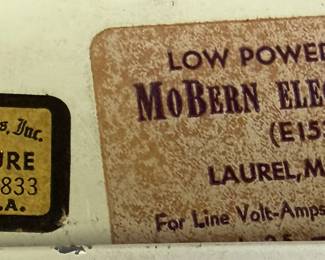 s, Inc.
URE
833
.A.
LOW POWER
MOBERN ELE
(E15
LAUREL, M
For Line Volt-Amps